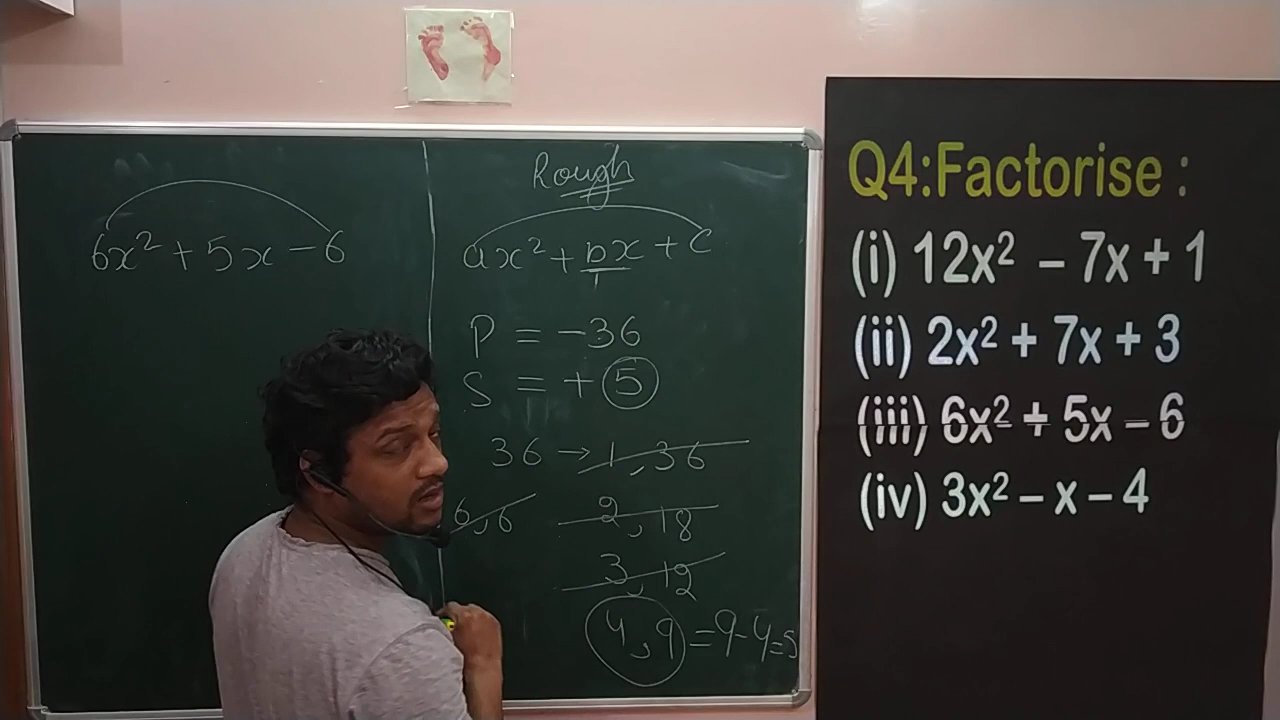 6x² + 5x - 6
Rough
ax² + bx + c
P = -36
S = + 5
36 → 1, 36
6, 6 2, 18
3, 12
4, 9 = 9-4=5
Q4:Factorise :
(i) 12x² – 7x + 1
(ii) 2x² + 7x + 3
(iii) 6x² + 5x – 6
(iv) 3x² – x – 4